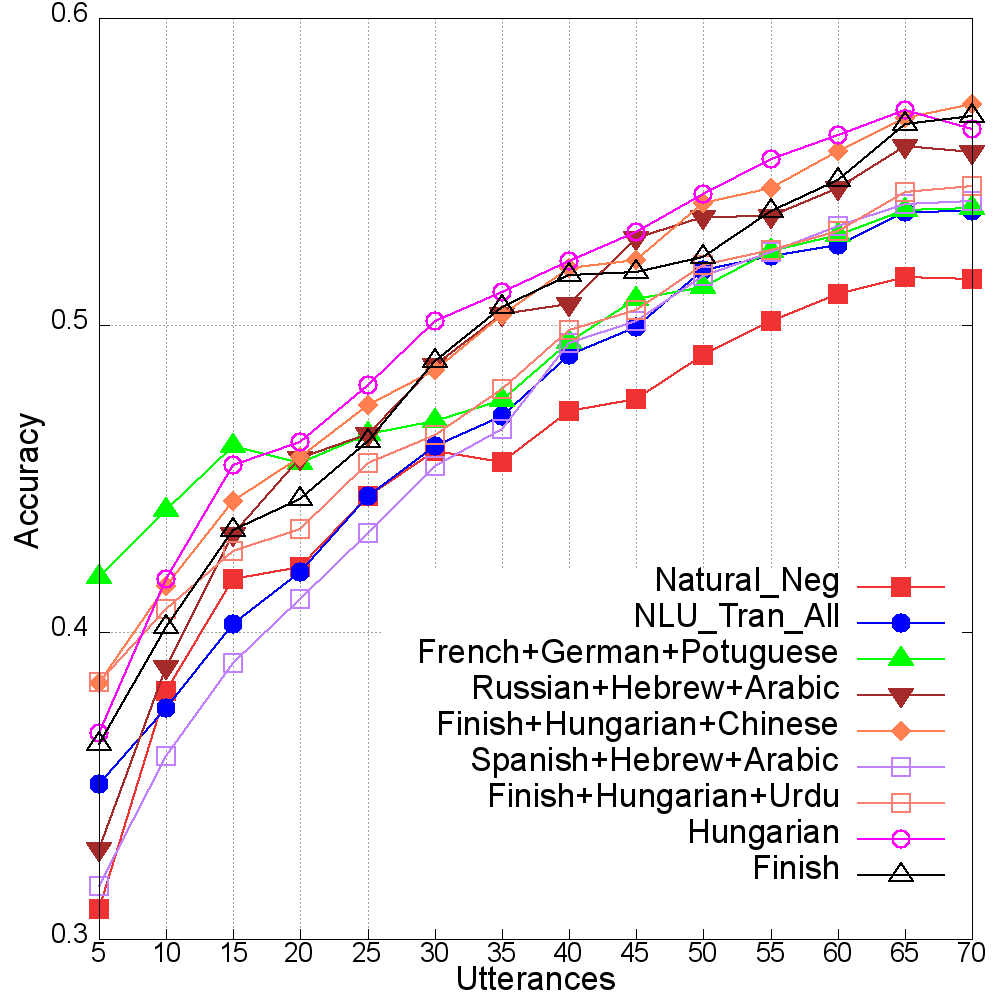 0.6
0.5
0.4
0.3
Accuracy
Natural_Neg
NLU_Tran_All
French+German+Potuguese
Russian+Hebrew+Arabic
Finish+Hungarian+Chinese
Spanish+Hebrew+Arabic
Finish+Hungarian+Urdu
Hungarian
Finish
5 10 15 20 25 30 35 40 45 50 55 60 65 70
Utterances